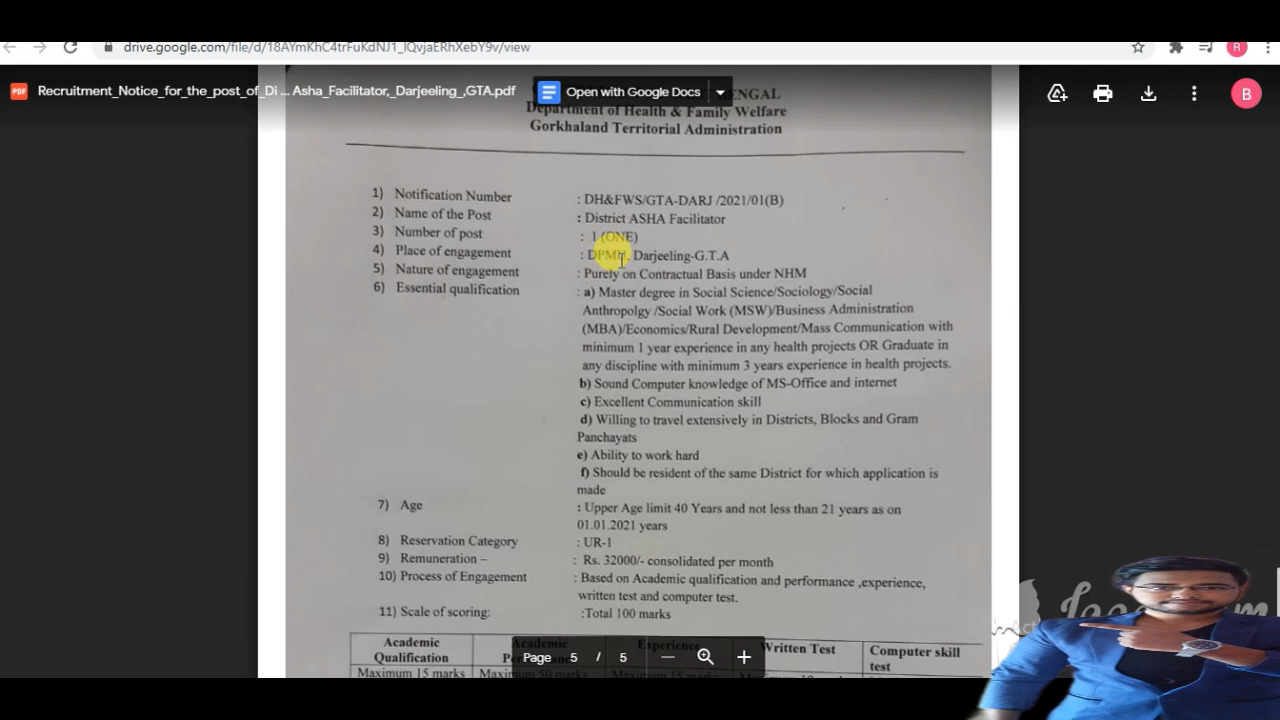 drive.google.com/file/d/18AYmKhC4trFuKdNJ1_lQvjaERhXebY9v/view
R
PDF Recruitment_Notice_for_the_post_of_Di ... Asha_Facilitator,_Darjeeling_,GTA.pdf
Open with Google Docs
B
ENGAL
Department of Health & Family Welfare
Gorkhaland Territorial Administration
1) Notification Number : DH&FWS/GTA-DARJ /2021/01(B)
2) Name of the Post : District ASHA Facilitator
3) Number of post : 1 (ONE)
4) Place of engagement : DPMU, Darjeeling-G.T.A
5) Nature of engagement : Purely on Contractual Basis under NHM
6) Essential qualification : a) Master degree in Social Science/Sociology/Social
Anthropolgy /Social Work (MSW)/Business Administration
(MBA)/Economics/Rural Development/Mass Communication with
minimum 1 year experience in any health projects OR Graduate in
any discipline with minimum 3 years experience in health projects.
b) Sound Computer knowledge of MS-Office and internet
c) Excellent Communication skill
d) Willing to travel extensively in Districts, Blocks and Gram
Panchayats
e) Ability to work hard
f) Should be resident of the same District for which application is
made
7) Age : Upper Age limit 40 Years and not less than 21 years as on
01.01.2021 years
8) Reservation Category : UR-1
9) Remuneration – : Rs. 32000/- consolidated per month
10) Process of Engagement : Based on Academic qualification and performance ,experience,
written test and computer test.
11) Scale of scoring: :Total 100 marks
Academic Academic Experience Written Test Computer skill
Qualification test
Page 5 / 5
Maximum 15 marks Maximum 50 marks Maximum 15 marks